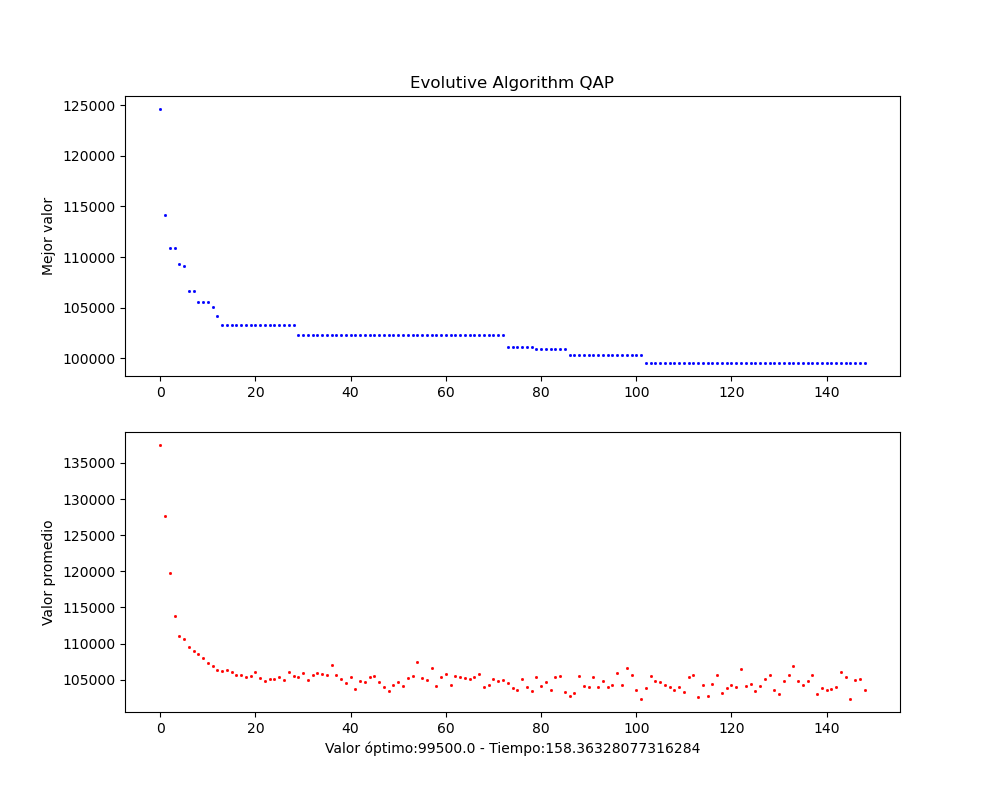 Evolutive Algorithm QAP
125000
120000
115000
110000
105000
100000
Mejor valor
0 20 40 60 80 100 120 140
135000
130000
125000
120000
115000
110000
105000
Valor promedio
0 20 40 60 80 100 120 140
Valor óptimo:99500.0 - Tiempo:158.36328077316284